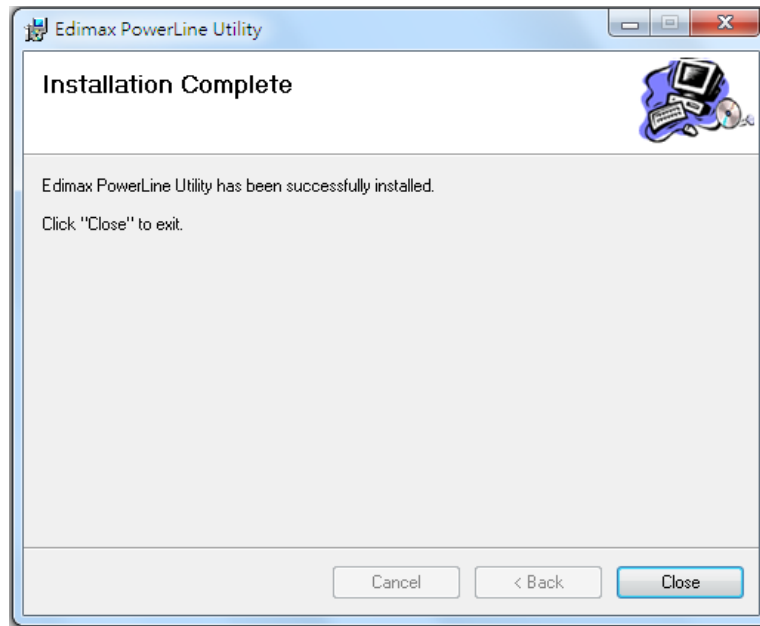 Edimax PowerLine Utility
Installation Complete
Edimax PowerLine Utility has been successfully installed.
Click "Close" to exit.
Cancel
< Back
Close